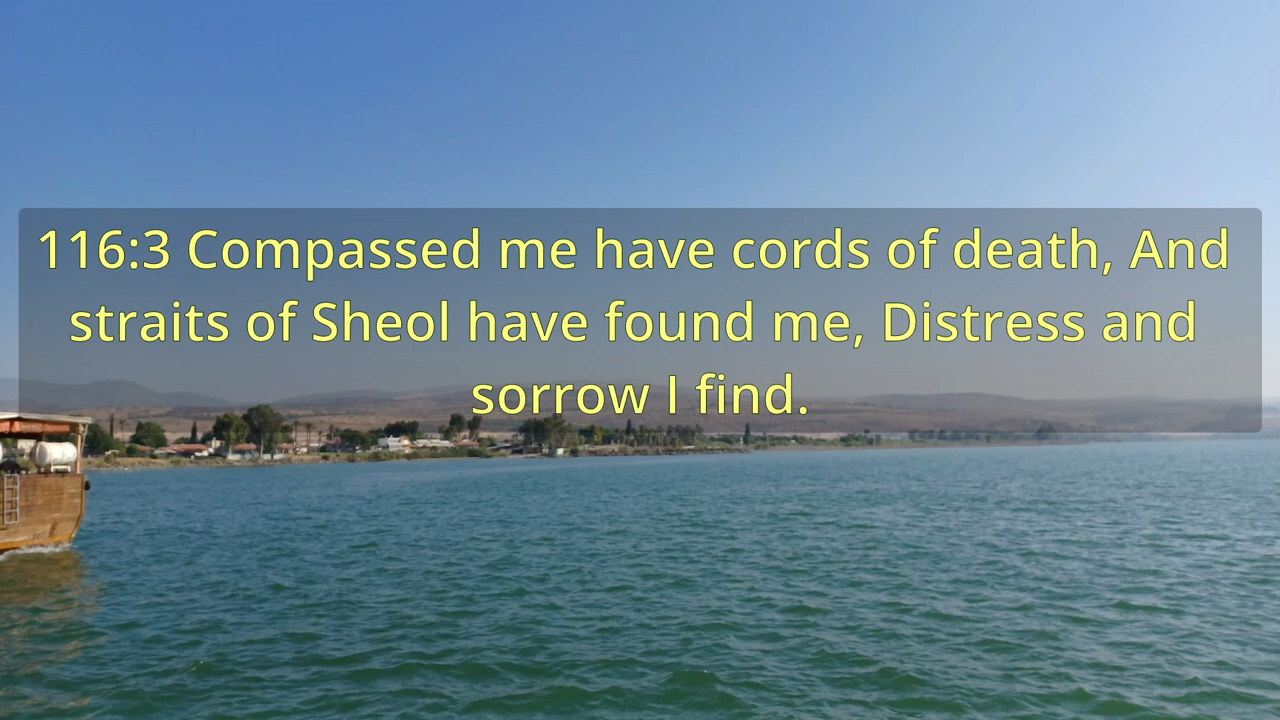 116:3 Compassed me have cords of death, And
straits of Sheol have found me, Distress and
sorrow I find.